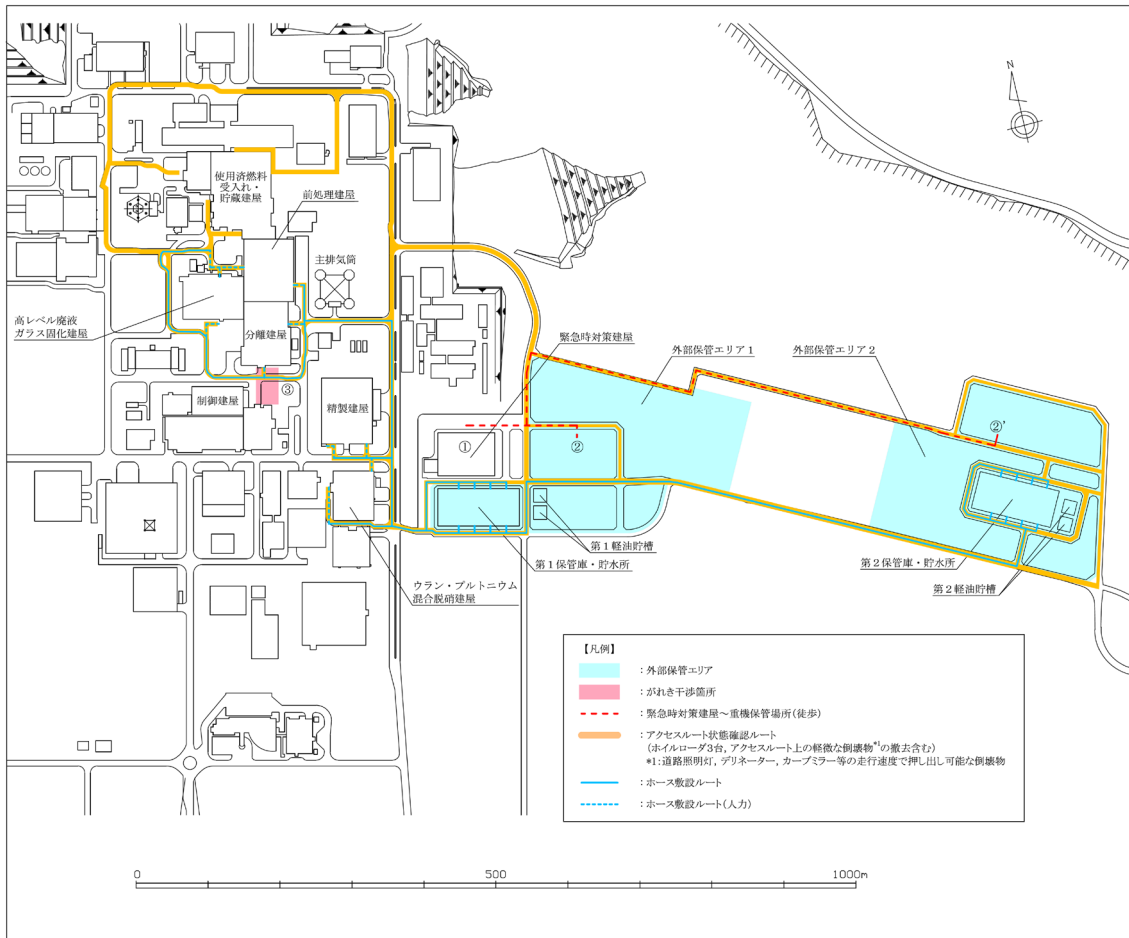 N
使用済燃料
受入れ・
貯蔵建屋
前処理建屋
主排気筒
高レベル廃液
ガラス固化建屋
分離建屋
③
制御建屋
精製建屋
緊急時対策建屋
外部保管エリア1
外部保管エリア2
①
②
②'
第1軽油貯槽
第1保管庫・貯水所
第2保管庫・貯水所
第2軽油貯槽
ウラン・プルトニウム
混合脱硝建屋
【凡例】
：外部保管エリア
：がれき干渉箇所
：緊急時対策建屋～重機保管場所(徒歩)
：アクセスルート状態確認ルート
(ホイルローダ3台，アクセスルート上の軽微な倒壊物*1の撤去含む)
*1：道路照明灯，デリネーター，カーブミラー等の走行速度で押し出し可能な倒壊物
：ホース敷設ルート
：ホース敷設ルート(人力)
0 500 1000m